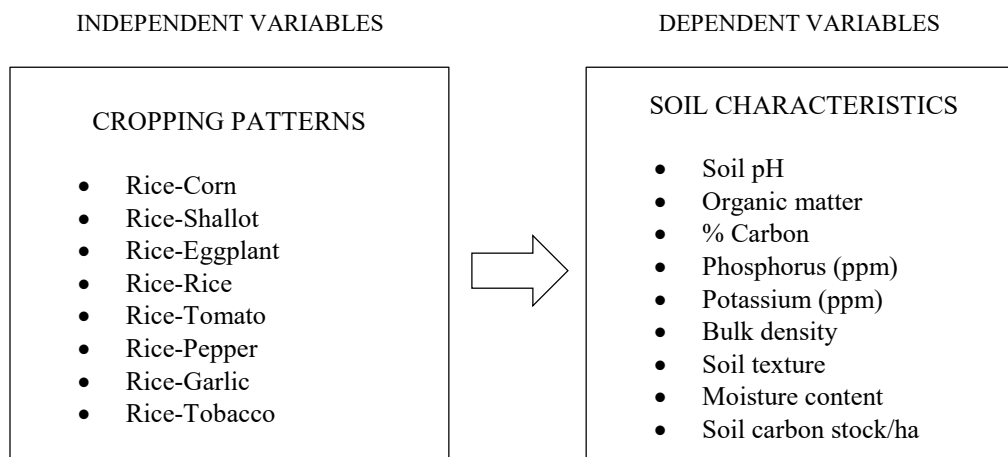 INDEPENDENT VARIABLES
CROPPING PATTERNS
• Rice-Corn
• Rice-Shallot
• Rice-Eggplant
• Rice-Rice
• Rice-Tomato
• Rice-Pepper
• Rice-Garlic
• Rice-Tobacco
DEPENDENT VARIABLES
SOIL CHARACTERISTICS
• Soil pH
• Organic matter
• % Carbon
• Phosphorus (ppm)
• Potassium (ppm)
• Bulk density
• Soil texture
• Moisture content
• Soil carbon stock/ha